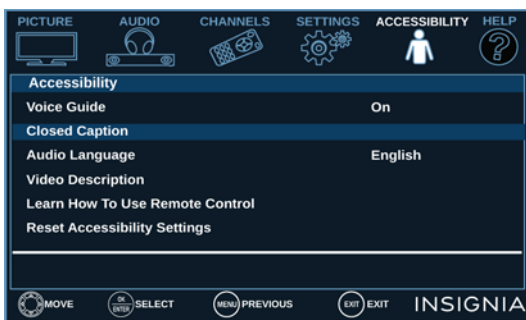 PICTURE AUDIO CHANNELS SETTINGS ACCESSIBILITY HELP
?
Accessibility
Voice Guide On
Closed Caption
Audio Language English
Video Description
Learn How To Use Remote Control
Reset Accessibility Settings
MOVE OK ENTER SELECT MENU PREVIOUS EXIT EXIT INSIGNIA